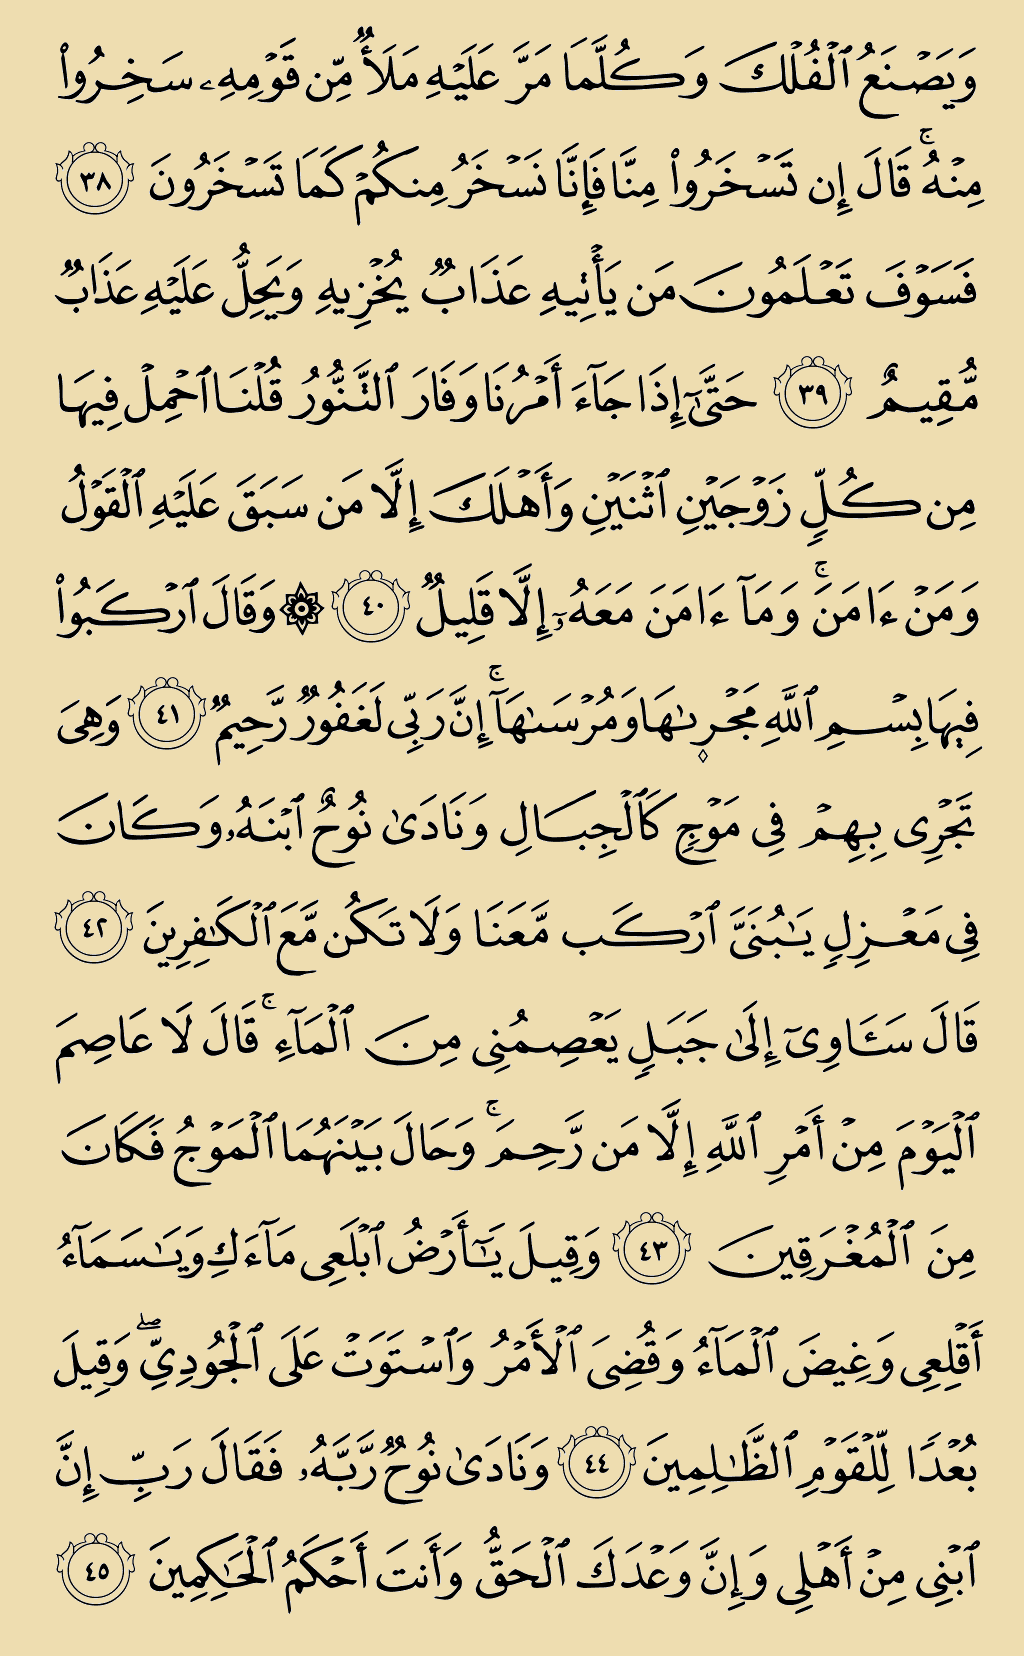 وَيَصۡنَعُ ٱلۡفُلۡكَ وَكُلَّمَا مَرَّ عَلَيۡهِ مَلَأٞ مِّن قَوۡمِهِۦ سَخِرُواْ
مِنۡهُۚ قَالَ إِن تَسۡخَرُواْ مِنَّا فَإِنَّا نَسۡخَرُ مِنكُمۡ كَمَا تَسۡخَرُونَ ٣٨
فَسَوۡفَ تَعۡلَمُونَ مَن يَأۡتِيهِ عَذَابٞ يُخۡزِيهِ وَيَحِلُّ عَلَيۡهِ عَذَابٞ
مُّقِيمٌ ٣٩ حَتَّىٰٓ إِذَا جَآءَ أَمۡرُنَا وَفَارَ ٱلتَّنُّورُ قُلۡنَا ٱحۡمِلۡ فِيهَا
مِن كُلّٖ زَوۡجَيۡنِ ٱثۡنَيۡنِ وَأَهۡلَكَ إِلَّا مَن سَبَقَ عَلَيۡهِ ٱلۡقَوۡلُ
وَمَنۡ ءَامَنَۚ وَمَآ ءَامَنَ مَعَهُۥٓ إِلَّا قَلِيلٞ ٤٠ ۞ وَقَالَ ٱرۡكَبُواْ
فِيهَا بِسۡمِ ٱللَّهِ مَجۡرٜىٰهَا وَمُرۡسَىٰهَآۚ إِنَّ رَبِّي لَغَفُورٞ رَّحِيمٞ ٤١ وَهِيَ
تَجۡرِي بِهِمۡ فِي مَوۡجٖ كَٱلۡجِبَالِ وَنَادَىٰ نُوحٌ ٱبۡنَهُۥ وَكَانَ
فِي مَعۡزِلٖ يَٰبُنَيَّ ٱرۡكَب مَّعَنَا وَلَا تَكُن مَّعَ ٱلۡكَٰفِرِينَ ٤٢
قَالَ سَـَٔاوِيٓ إِلَىٰ جَبَلٖ يَعۡصِمُنِي مِنَ ٱلۡمَآءِۚ قَالَ لَا عَاصِمَ
ٱلۡيَوۡمَ مِنۡ أَمۡرِ ٱللَّهِ إِلَّا مَن رَّحِمَۚ وَحَالَ بَيۡنَهُمَا ٱلۡمَوۡجُ فَكَانَ
مِنَ ٱلۡمُغۡرَقِينَ ٤٣ وَقِيلَ يَٰٓأَرۡضُ ٱبۡلَعِي مَآءَكِ وَيَٰسَمَآءُ
أَقۡلِعِي وَغِيضَ ٱلۡمَآءُ وَقُضِيَ ٱلۡأَمۡرُ وَٱسۡتَوَتۡ عَلَى ٱلۡجُودِيِّۖ وَقِيلَ
بُعۡدٗا لِّلۡقَوۡمِ ٱلظَّٰلِمِينَ ٤٤ وَنَادَىٰ نُوحٞ رَّبَّهُۥ فَقَالَ رَبِّ إِنَّ
ٱبۡنِي مِنۡ أَهۡلِي وَإِنَّ وَعۡدَكَ ٱلۡحَقُّ وَأَنتَ أَحۡكَمُ ٱلۡحَٰكِمِينَ ٤٥